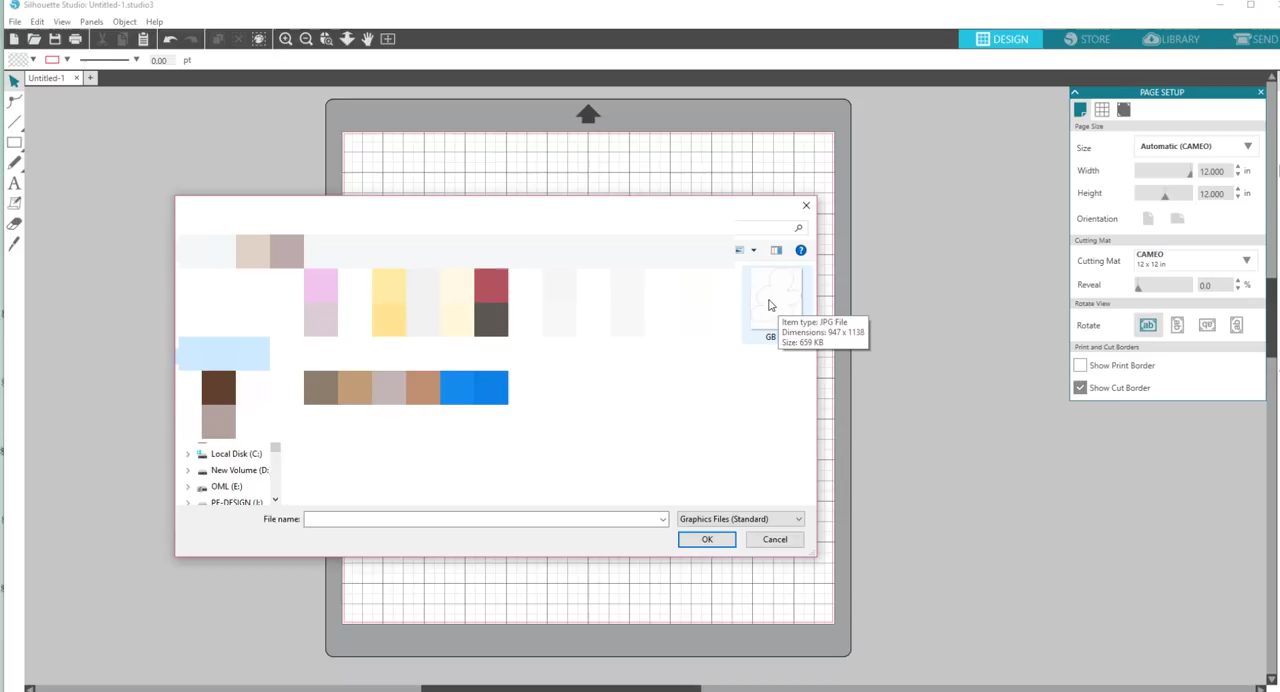 Silhouette Studio: Untitled-1.studio3
File Edit View Panels Object Help
DESIGN STORE LIBRARY SEND
0.00 pt
Untitled-1 × +
PAGE SETUP
Page Size
Size Automatic (CAMEO)
Width 12.000 in
Height 12.000 in
Orientation
Cutting Mat
Cutting Mat CAMEO
12 x 12 in
Reveal 0.0 %
Rotate View
Rotate
Print and Cut Borders
Show Print Border
Show Cut Border
Item type: JPG File
Dimensions: 947 x 1138
Size: 659 KB
GB
Local Disk (C:)
New Volume (D:
OML (E:)
PE-DESIGN (I:)
File name:
Graphics Files (Standard)
OK Cancel